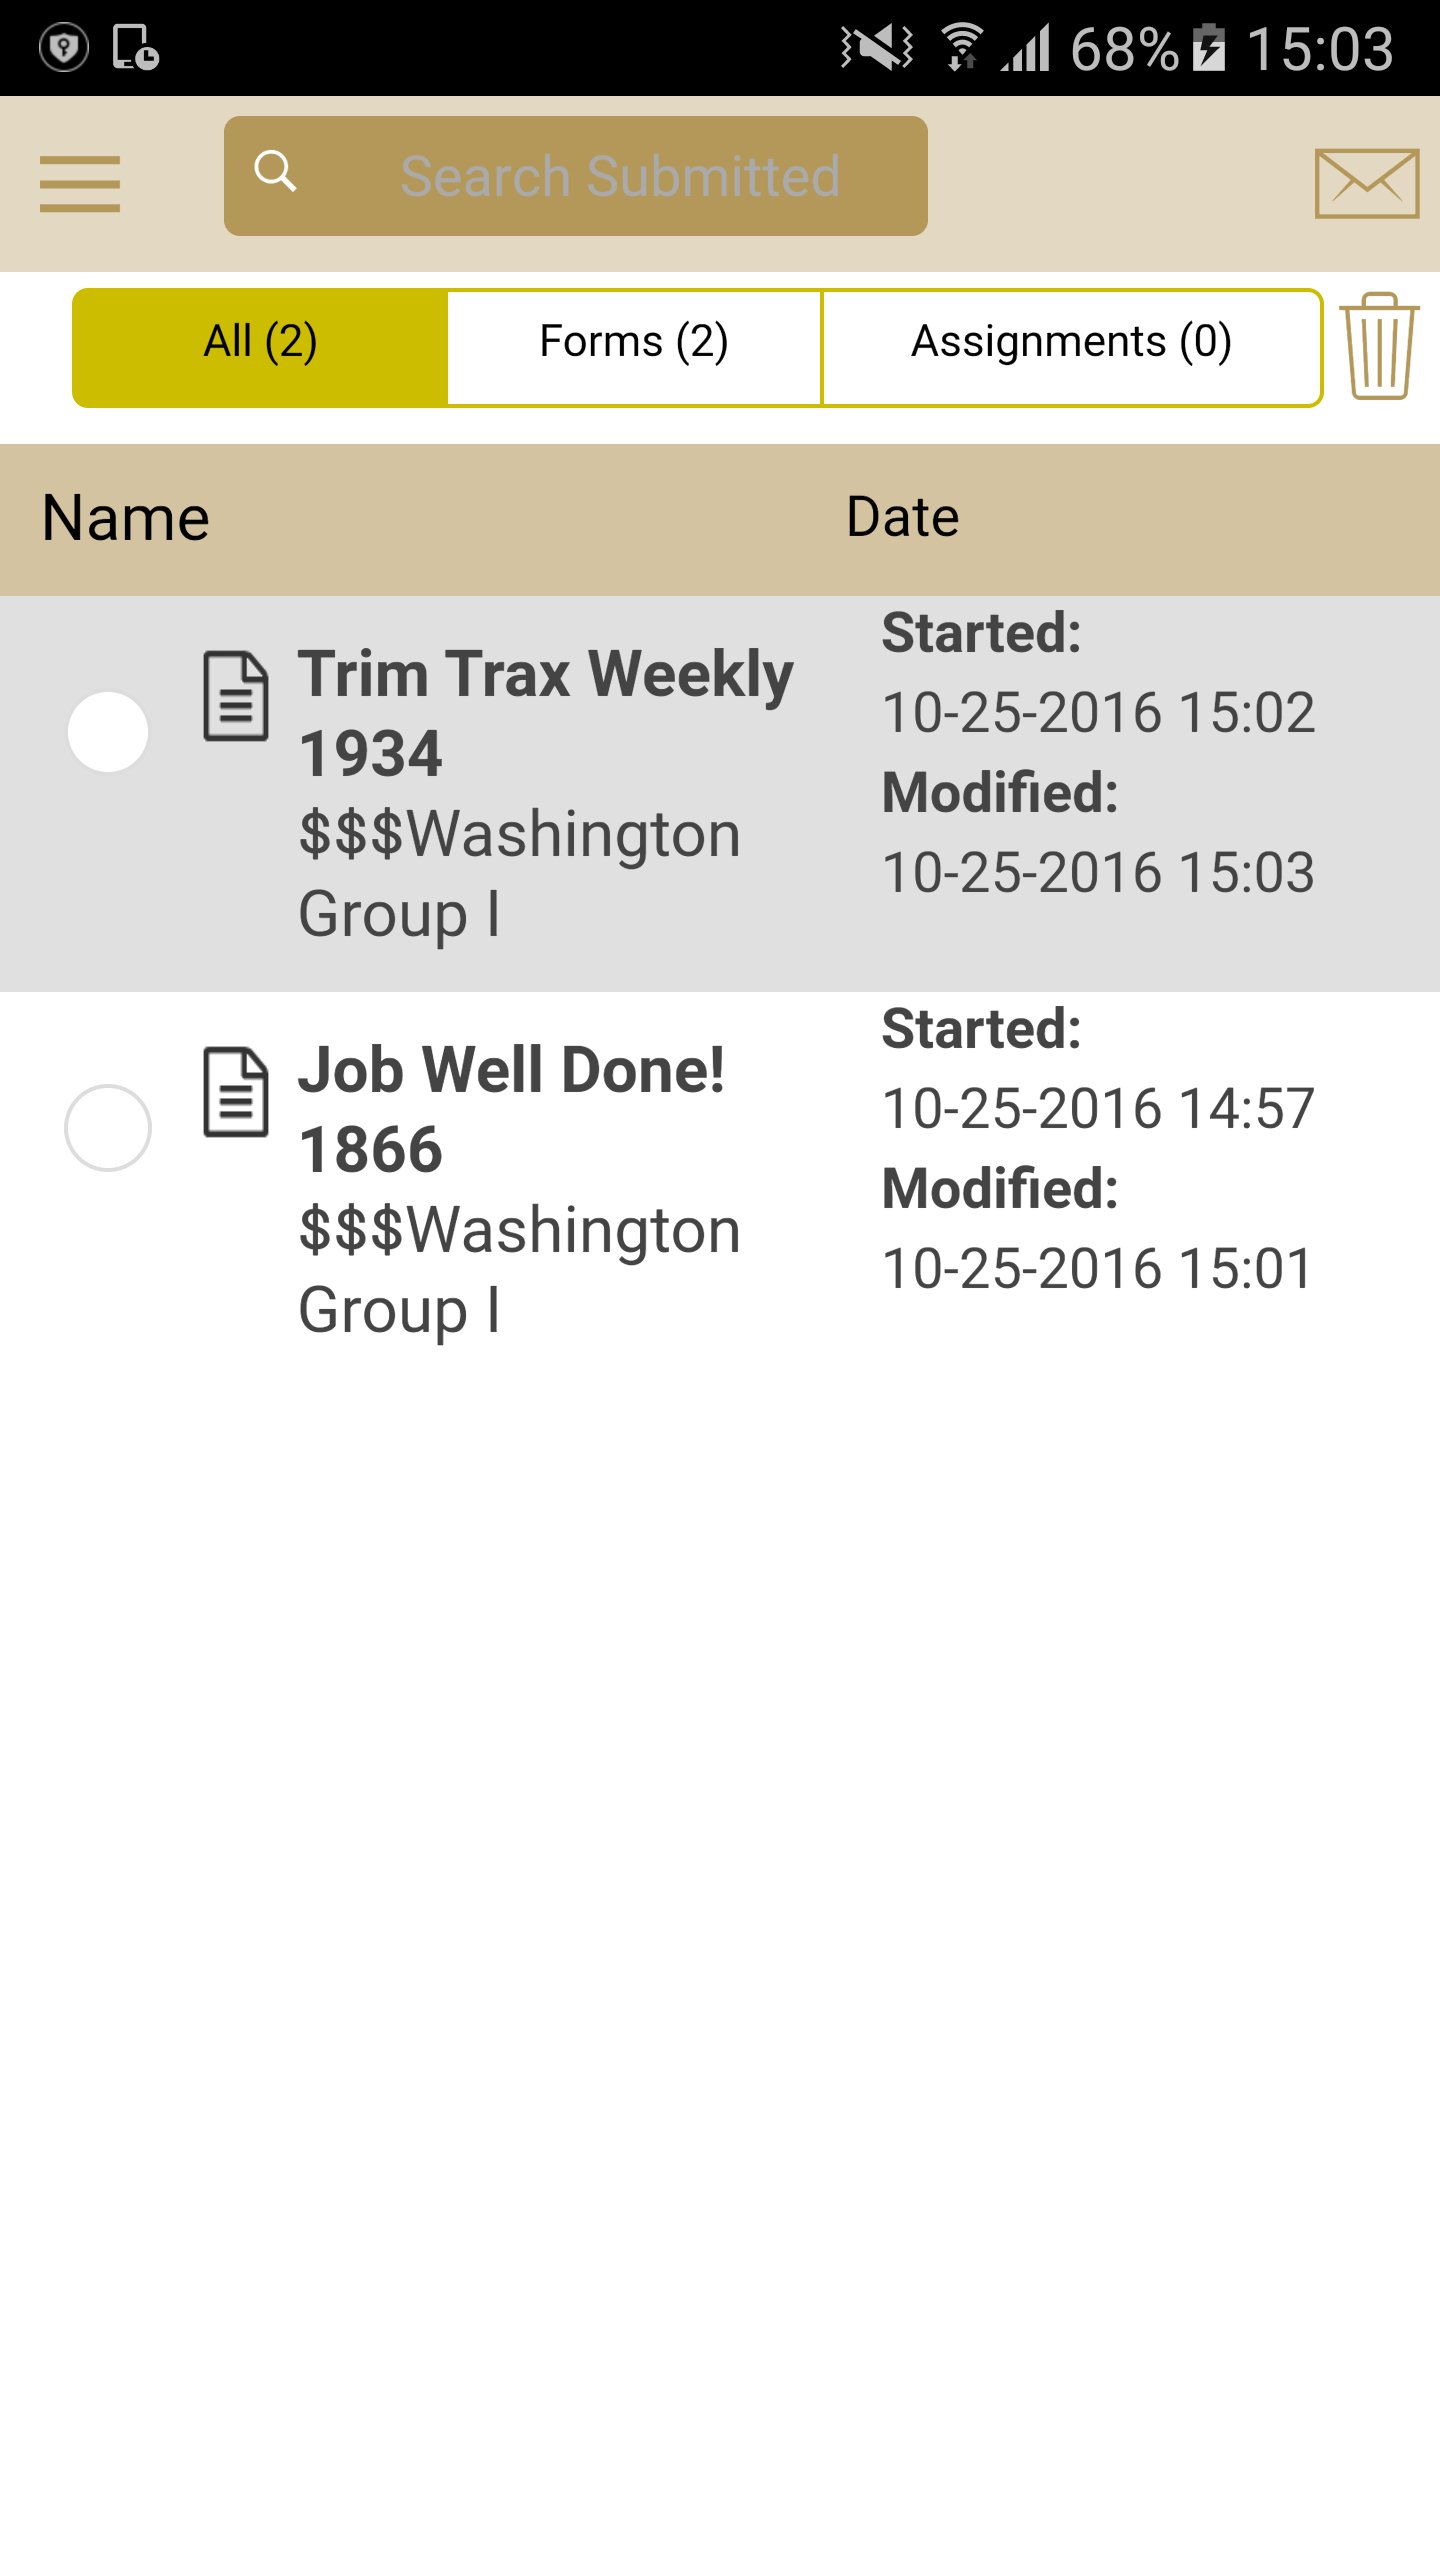 68% 15:03
Search Submitted
All (2) Forms (2) Assignments (0)
Name Date
Trim Trax Weekly
1934
$$$Washington
Group I
Started:
10-25-2016 15:02
Modified:
10-25-2016 15:03
Job Well Done!
1866
$$$Washington
Group I
Started:
10-25-2016 14:57
Modified:
10-25-2016 15:01